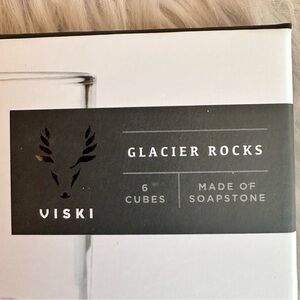 GLACIER ROCKS
6
CUBES
MADE OF
SOAPSTONE
VISKI